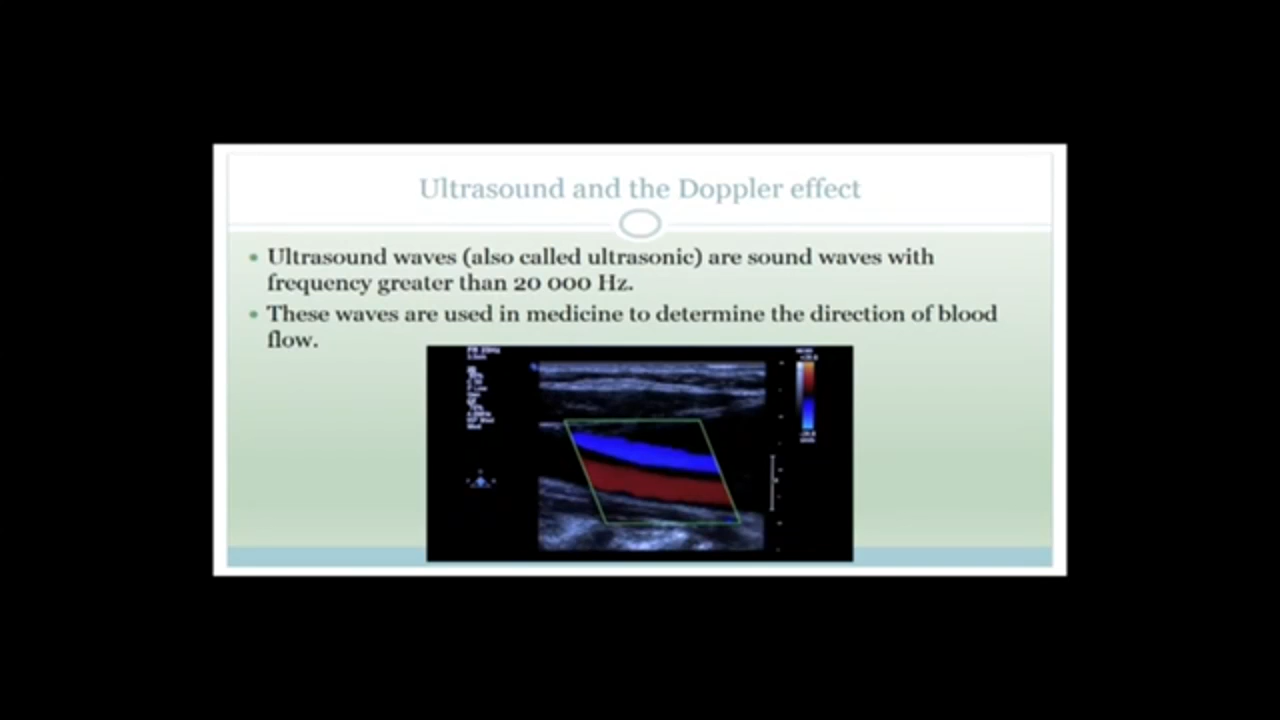 Ultrasound and the Doppler effect
• Ultrasound waves (also called ultrasonic) are sound waves with
frequency greater than 20 000 Hz.
• These waves are used in medicine to determine the direction of blood
flow.